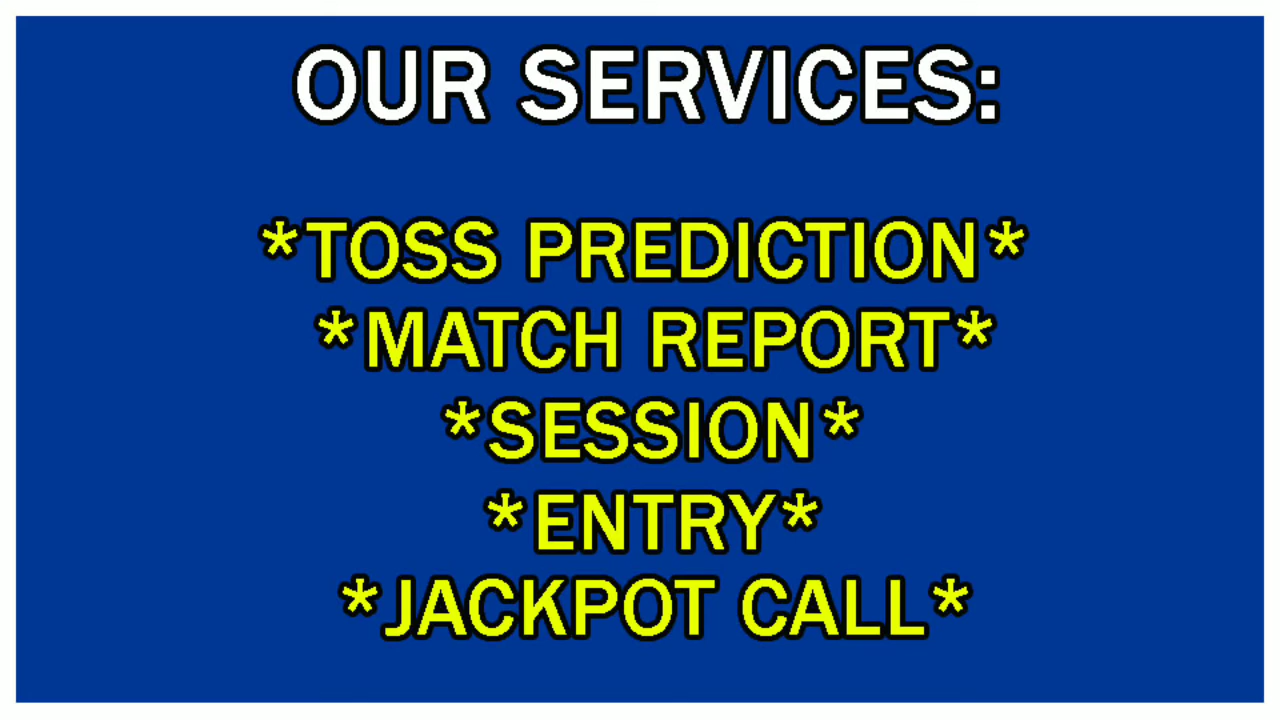 OUR SERVICES:
*TOSS PREDICTION*
*MATCH REPORT*
*SESSION*
*ENTRY*
*JACKPOT CALL*